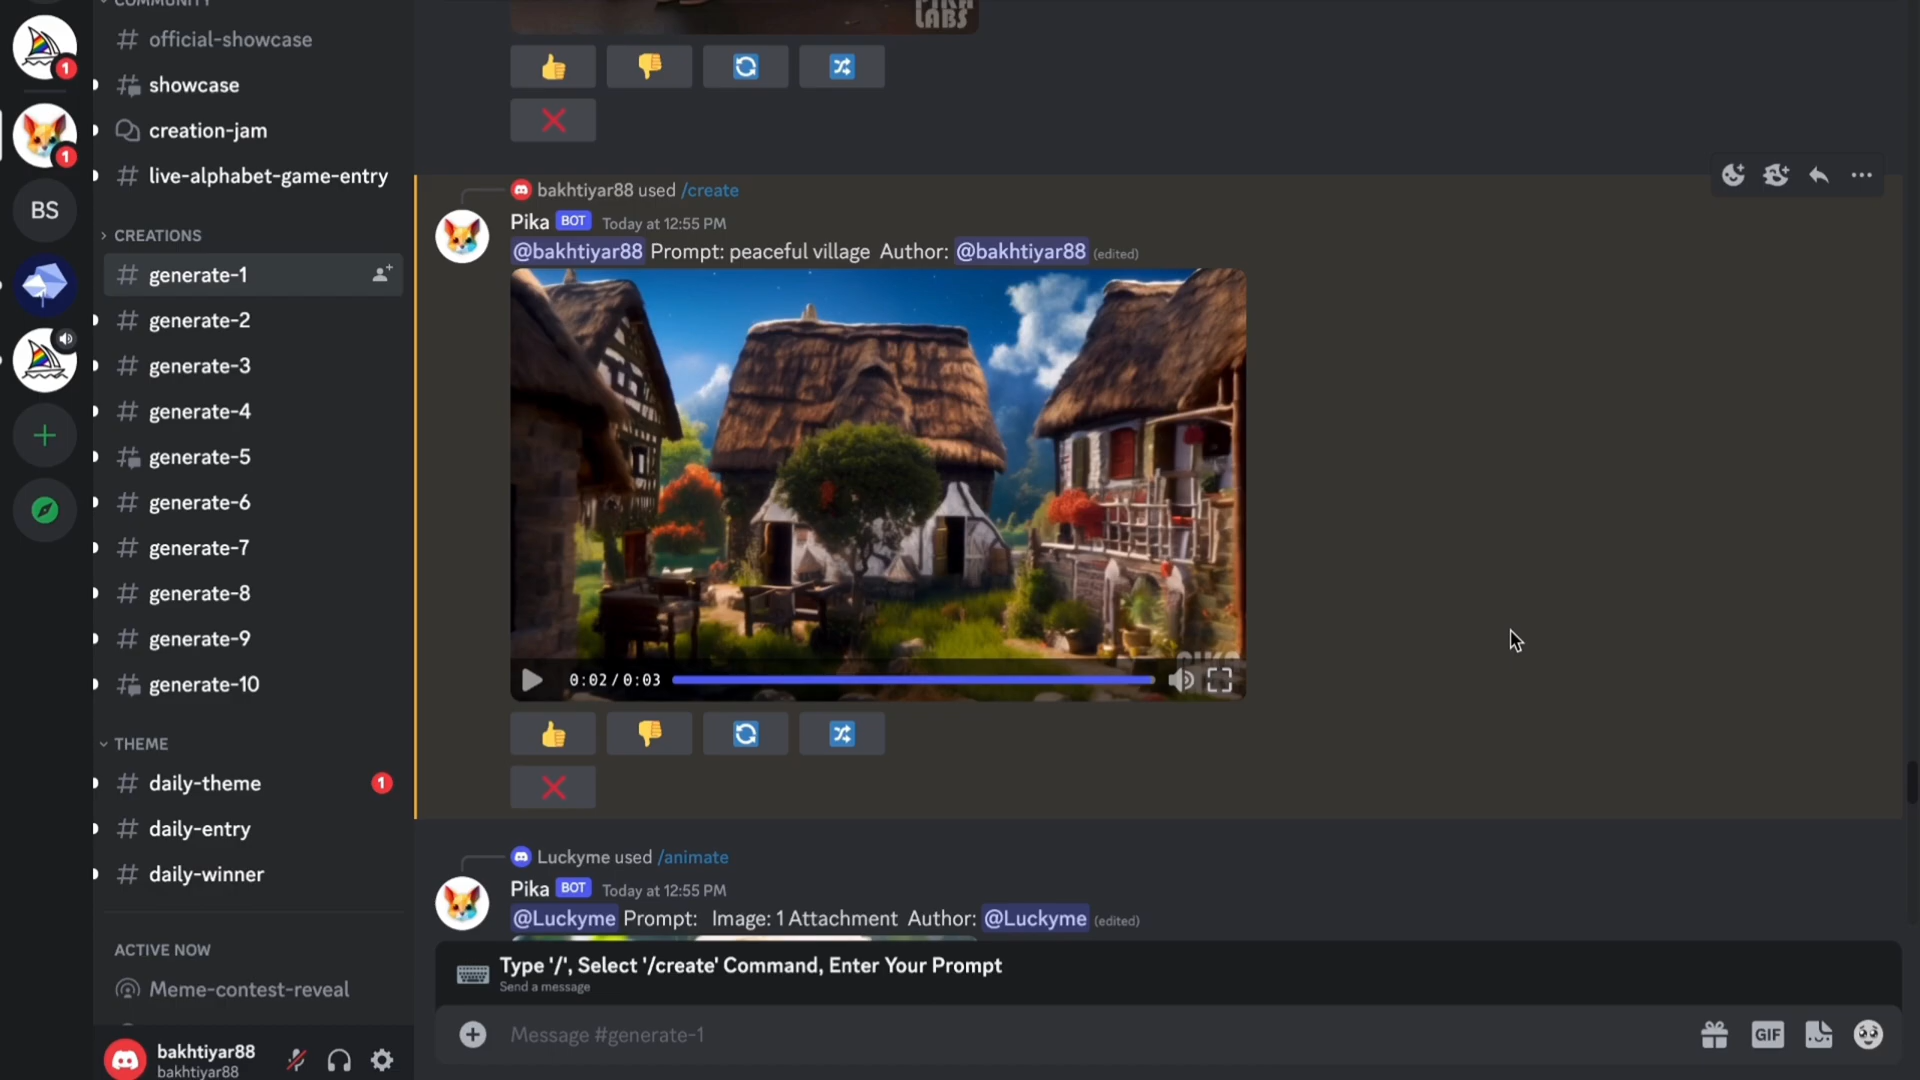 COMMUNITY
official-showcase
showcase
creation-jam
live-alphabet-game-entry
CREATIONS
generate-1
generate-2
generate-3
generate-4
generate-5
generate-6
generate-7
generate-8
generate-9
generate-10
THEME
daily-theme 1
daily-entry
daily-winner
ACTIVE NOW
Meme-contest-reveal
bakhtiyar88
bakhtiyar88
1
1
BS
PIKA
LABS
bakhtiyar88 used /create
Pika BOT Today at 12:55 PM
@bakhtiyar88 Prompt: peaceful village Author: @bakhtiyar88 (edited)
PIKA
0:02/0:03
Luckyme used /animate
Pika BOT Today at 12:55 PM
@Luckyme Prompt: Image: 1 Attachment Author: @Luckyme (edited)
Type '/', Select '/create' Command, Enter Your Prompt
Send a message
Message #generate-1
GIF